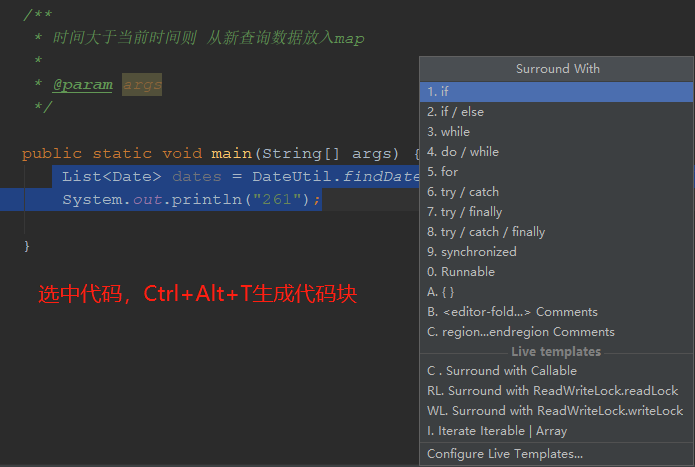 /**
* 时间大于当前时间则 从新查询数据放入map
*
* @param args
*/
public static void main(String[] args) {
List<Date> dates = DateUtil.findDate
System.out.println("261");
}
选中代码，Ctrl+Alt+T生成代码块
Surround With
1. if
2. if / else
3. while
4. do / while
5. for
6. try / catch
7. try / finally
8. try / catch / finally
9. synchronized
0. Runnable
A. { }
B. <editor-fold...> Comments
C. region...endregion Comments
Live templates
C . Surround with Callable
RL. Surround with ReadWriteLock.readLock
WL. Surround with ReadWriteLock.writeLock
I. Iterate Iterable | Array
Configure Live Templates...